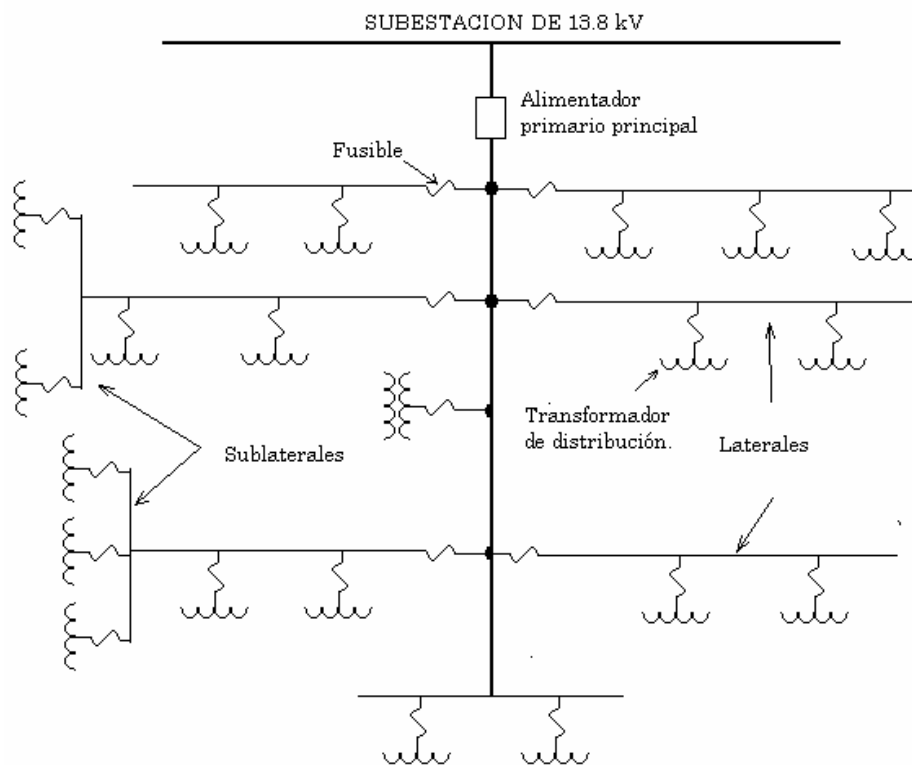 SUBESTACION DE 13.8 kV
Alimentador
primario principal
Fusible
Transformador
de distribución.
Sublaterales
Laterales